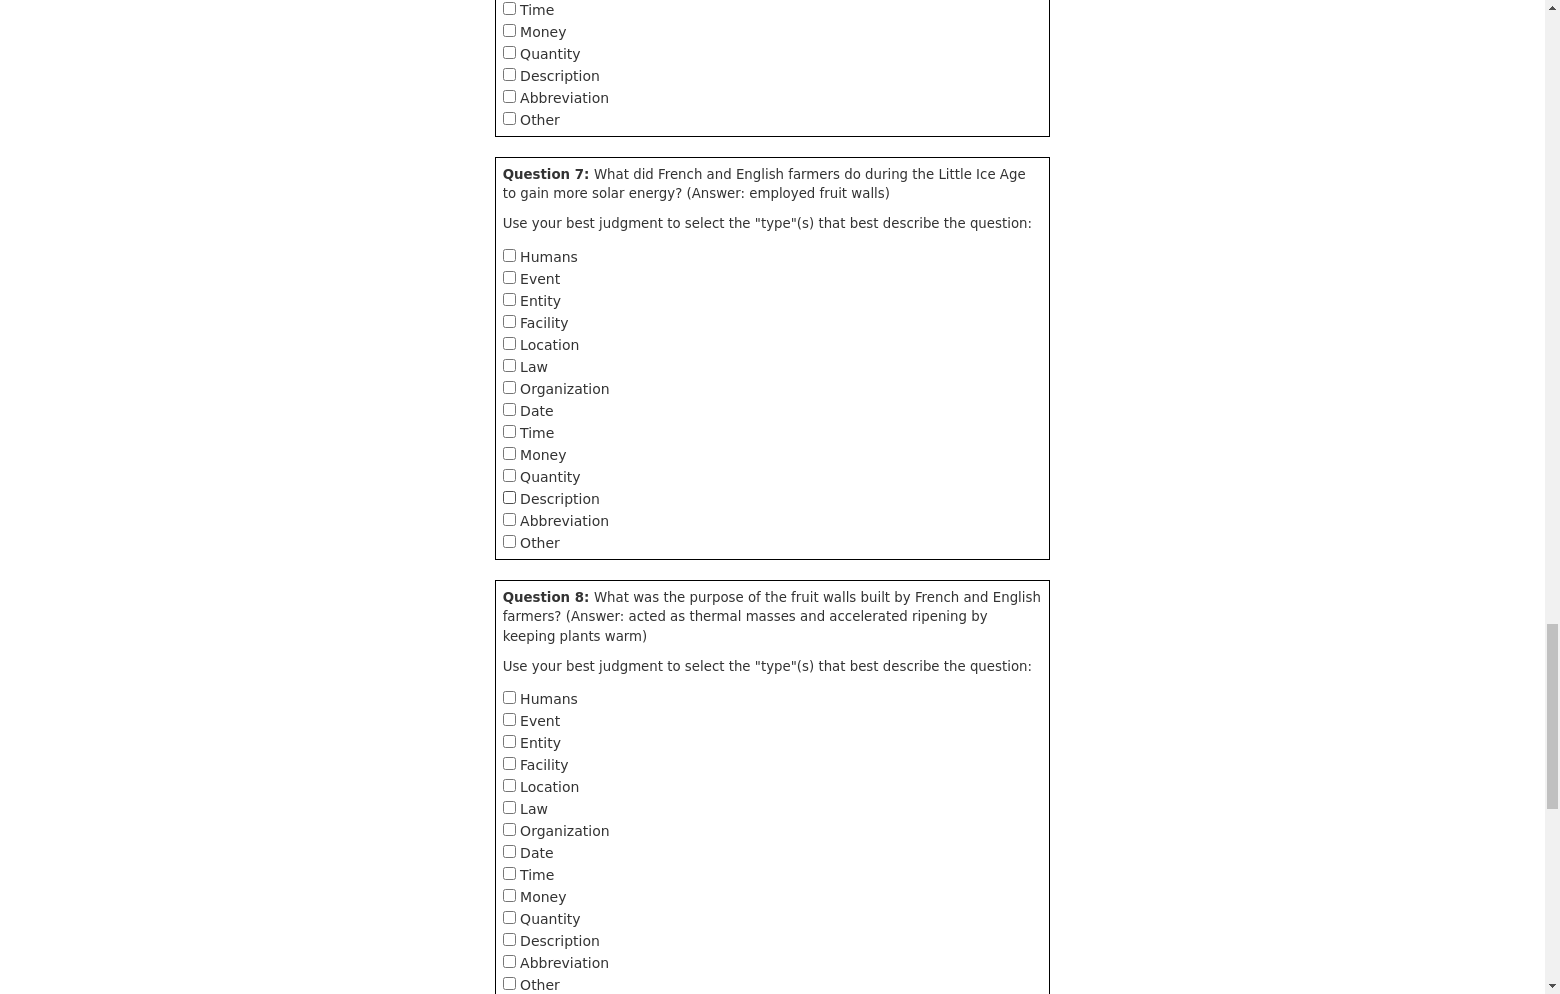 Time
Money
Quantity
Description
Abbreviation
Other
Question 7: What did French and English farmers do during the Little Ice Age
to gain more solar energy? (Answer: employed fruit walls)
Use your best judgment to select the "type"(s) that best describe the question:
Humans
Event
Entity
Facility
Location
Law
Organization
Date
Time
Money
Quantity
Description
Abbreviation
Other
Question 8: What was the purpose of the fruit walls built by French and English
farmers? (Answer: acted as thermal masses and accelerated ripening by
keeping plants warm)
Use your best judgment to select the "type"(s) that best describe the question:
Humans
Event
Entity
Facility
Location
Law
Organization
Date
Time
Money
Quantity
Description
Abbreviation
Other